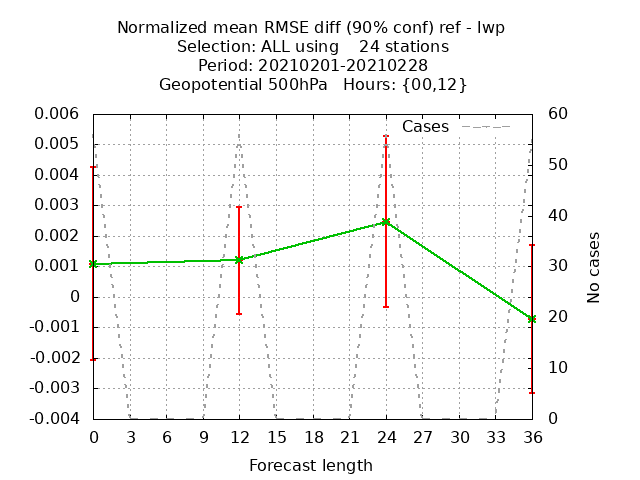 Normalized mean RMSE diff (90% conf) ref - lwp
Selection: ALL using    24 stations
Period: 20210201-20210228
Geopotential 500hPa   Hours: {00,12}
Cases
0.006
0.005
0.004
0.003
0.002
0.001
0
-0.001
-0.002
-0.003
-0.004
60
50
40
30
20
10
0
No cases
0 3 6 9 12 15 18 21 24 27 30 33 36
Forecast length